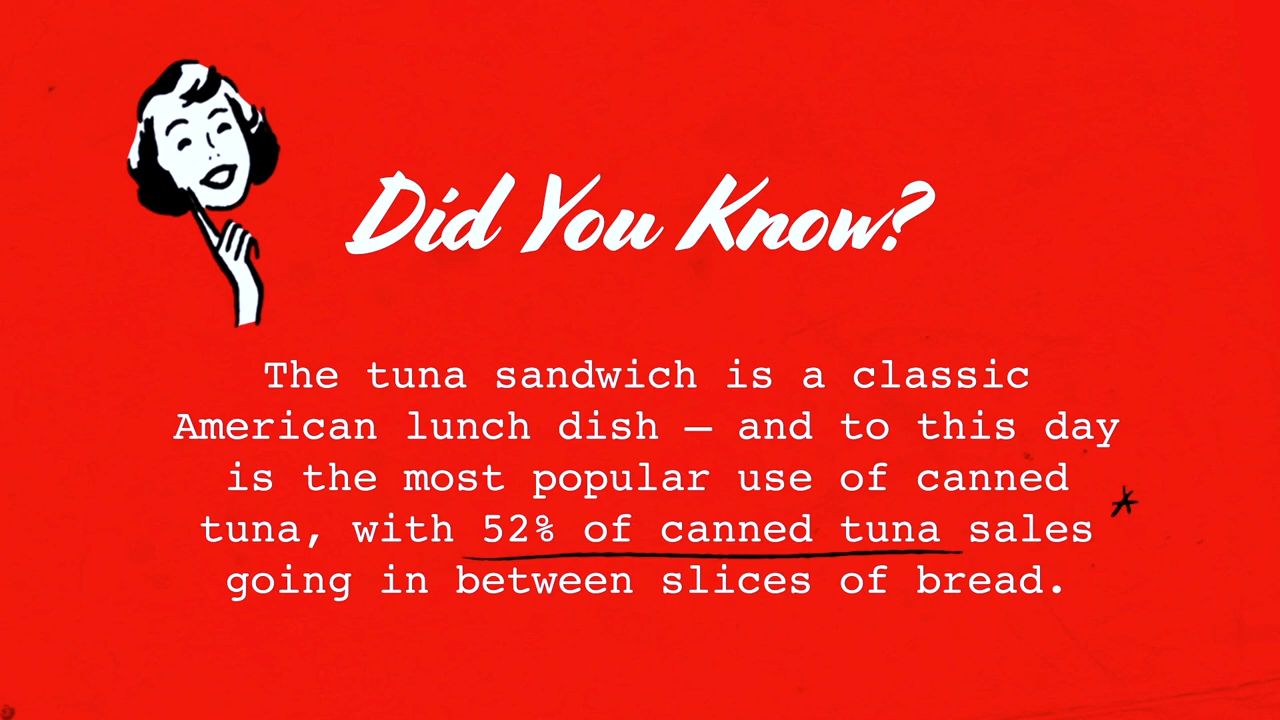 Did You Know?
The tuna sandwich is a classic
American lunch dish — and to this day
is the most popular use of canned
tuna, with 52% of canned tuna sales *
going in between slices of bread.